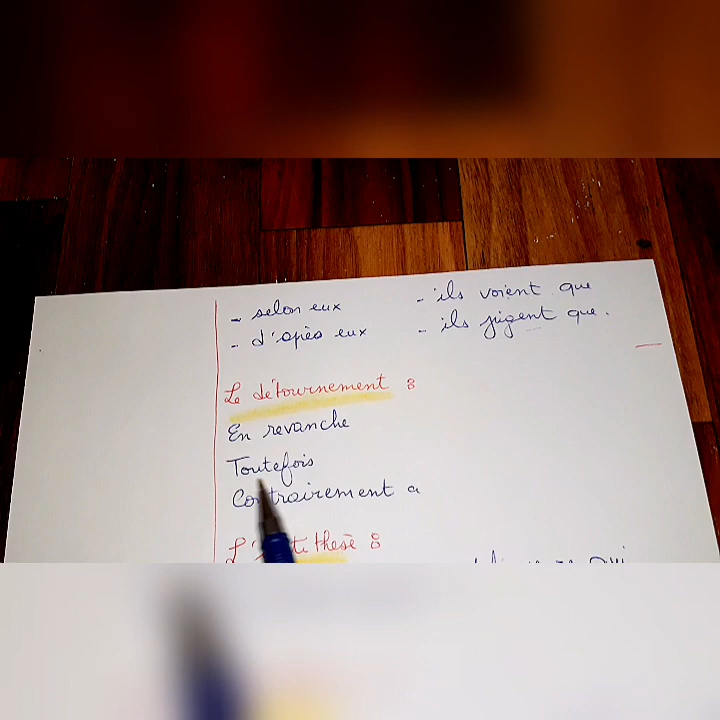 - selon eux - ils voient que
- d'après eux - ils jugent que.
Le détournement :
En revanche
Toutefois
Contrairement a